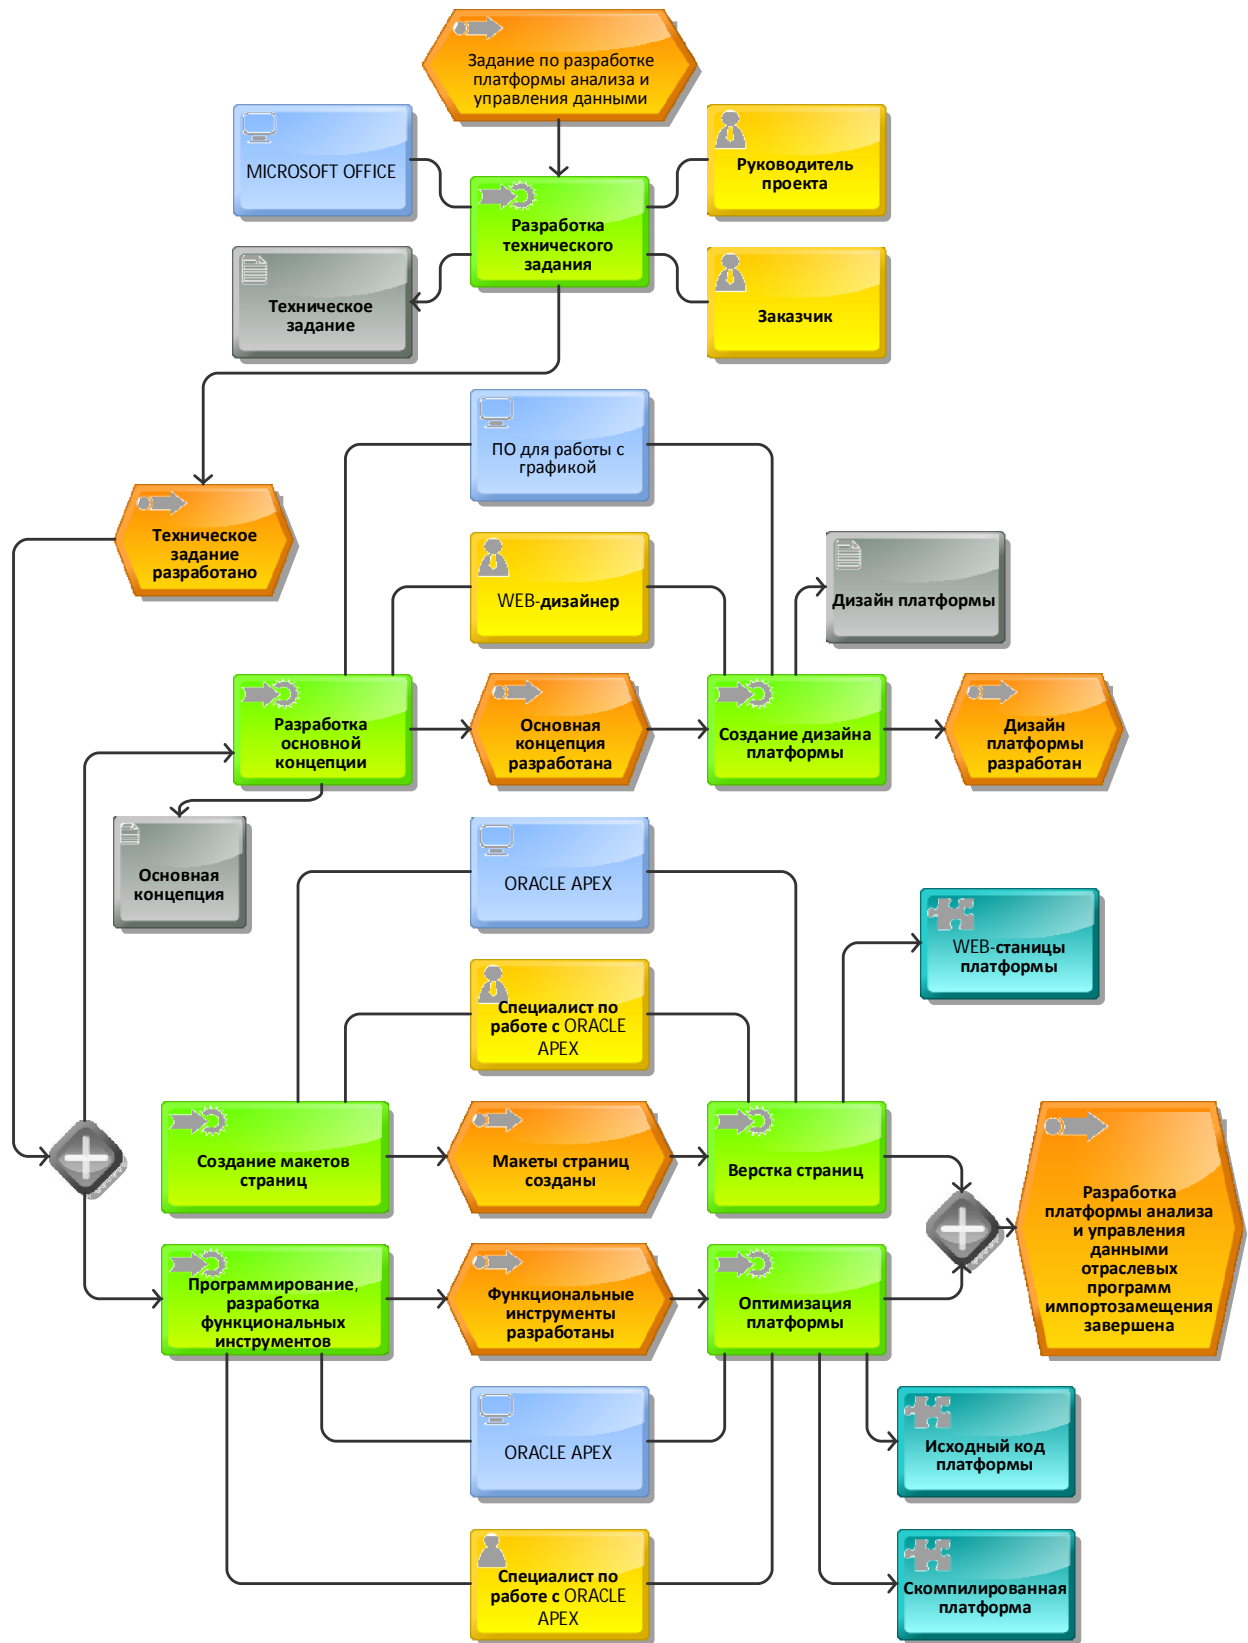 Задание по разработке
платформы анализа и
управления данными
MICROSOFT OFFICE
Руководитель
проекта
Разработка
технического
задания
Техническое
задание
Заказчик
ПО для работы с
графикой
Техническое
задание
разработано
WEB-дизайнер
Дизайн платформы
Разработка
основной
концепции
Основная
концепция
разработана
Создание дизайна
платформы
Дизайн
платформы
разработан
Основная
концепция
ORACLE APEX
WEB-станицы
платформы
Специалист по
работе с ORACLE
APEX
Создание макетов
страниц
Макеты страниц
созданы
Верстка страниц
Разработка
платформы анализа
и управления
данными
отраслевых
программ
импортозамещения
завершена
Программирование,
разработка
функциональных
инструментов
Функциональные
инструменты
разработаны
Оптимизация
платформы
ORACLE APEX
Исходный код
платформы
Специалист по
работе с ORACLE
APEX
Скомпилированная
платформа